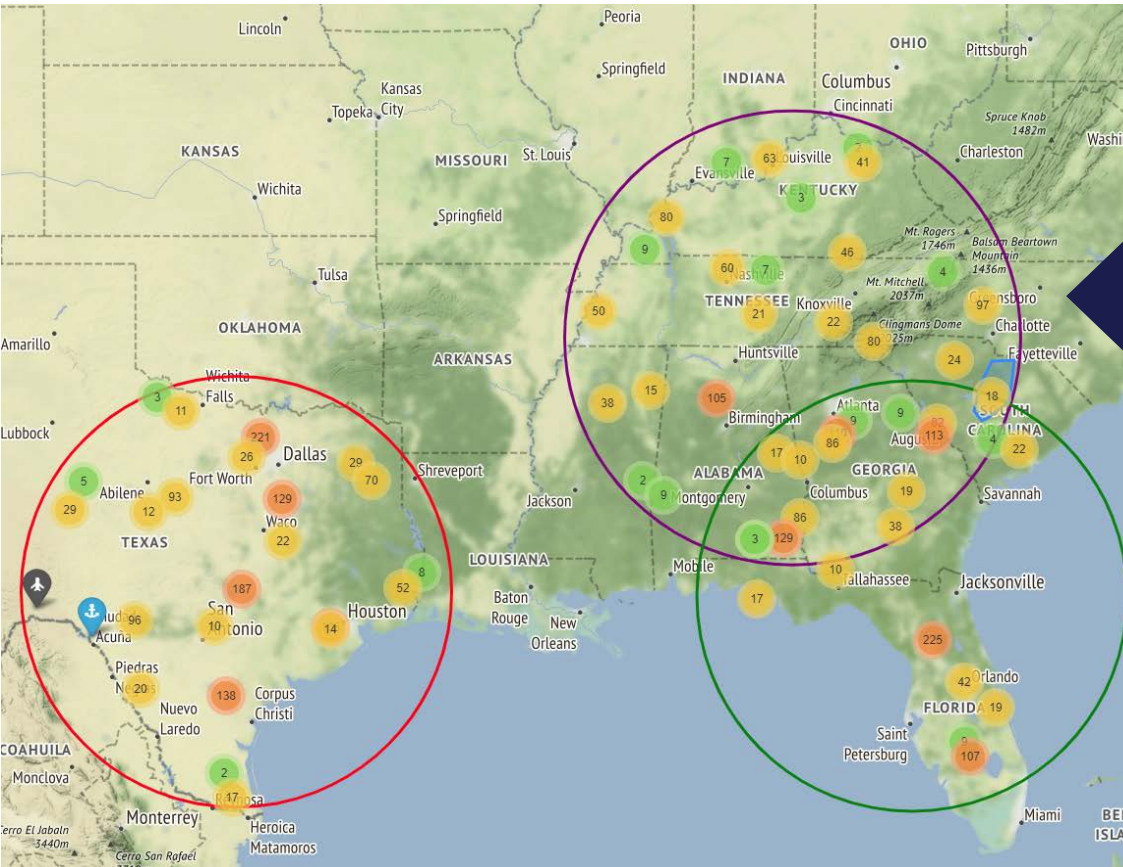 Peoria
Lincoln
OHIO
Pittsburgh
Springfield
INDIANA
Columbus
Kansas
City
Topeka
Cincinnati
Spruce Knob
1482m
KANSAS
MISSOURI
St. Louis
7
63
Louisville
41
Charleston
Evansville
Wichita
KENTUCKY
3
Springfield
80
9
46
Mt. Rogers
1746m
Balsam Beartown
Mountain
1436m
Tulsa
60
Nashville
7
4
TENNESSEE
Knoxville
Mt. Mitchell
2037m
97
OKLAHOMA
50
21
22
Clingmans Dome
Charlotte
Amarillo
80
ARKANSAS
Huntsville
24
Fayetteville
Wichita
Falls
3
11
38
15
105
18
SOUTH
CAROLINA
Birmingham
Atlanta
9
9
Lubbock
221
26
Dallas
86
113
4
22
29
70
Shreveport
17
10
5
Abilene
Fort Worth
93
ALABAMA
GEORGIA
2
9
Montgomery
Columbus
19
Savannah
29
12
129
Jackson
Waco
22
86
38
TEXAS
3
129
LOUISIANA
Mobile
10
Tallahassee
8
52
187
Jacksonville
Baton
Rouge
New
Orleans
17
96
San
Antonio
10
14
Houston
Acuña
225
Piedras
20
138
Corpus
Christi
42
Orlando
Nuevo
Laredo
FLORIDA
19
Saint
Petersburg
107
COAHUILA
Monclova
2
17
Monterrey
Heroica
Matamoros
Miami
3440m
Cerro San Rafael